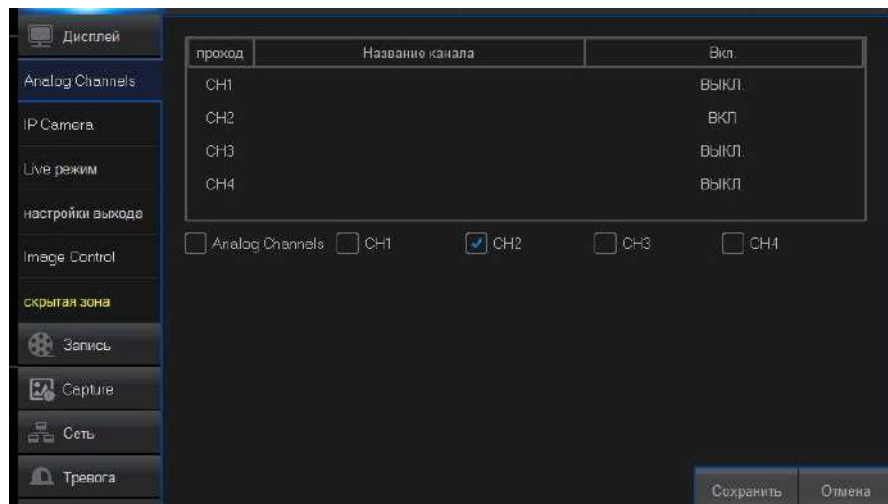 Дисплей
Analog Channels
IP Camera
Live режим
настройки выхода
Image Control
скрытая зона
Запись
Capture
Сеть
Тревога
проход Название канала Вкл.
CH1 ВЫКЛ.
CH2 ВКЛ
CH3 ВЫКЛ.
CH4 ВЫКЛ
Analog Channels CH1 CH2 CH3 CH4
Сохранить Отмена